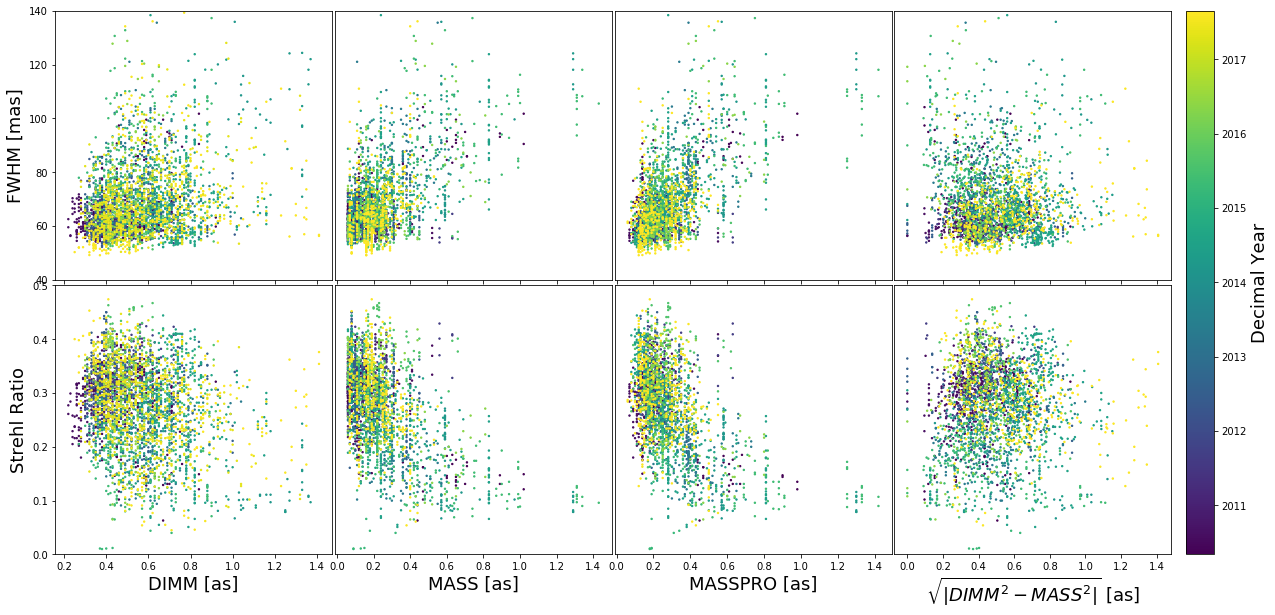 140
120
100
80
60
40
FWHM [mas]
0.5
0.4
0.3
0.2
0.1
0.0
Strehl Ratio
0.2 0.4 0.6 0.8 1.0 1.2 1.4
0.0 0.2 0.4 0.6 0.8 1.0 1.2 1.4
0.0 0.2 0.4 0.6 0.8 1.0 1.2 1.4
0.0 0.2 0.4 0.6 0.8 1.0 1.2 1.4
DIMM [as]
MASS [as]
MASSPRO [as]
√|DIMM² − MASS²| [as]
2017
2016
2015
2014
2013
2012
2011
Decimal Year